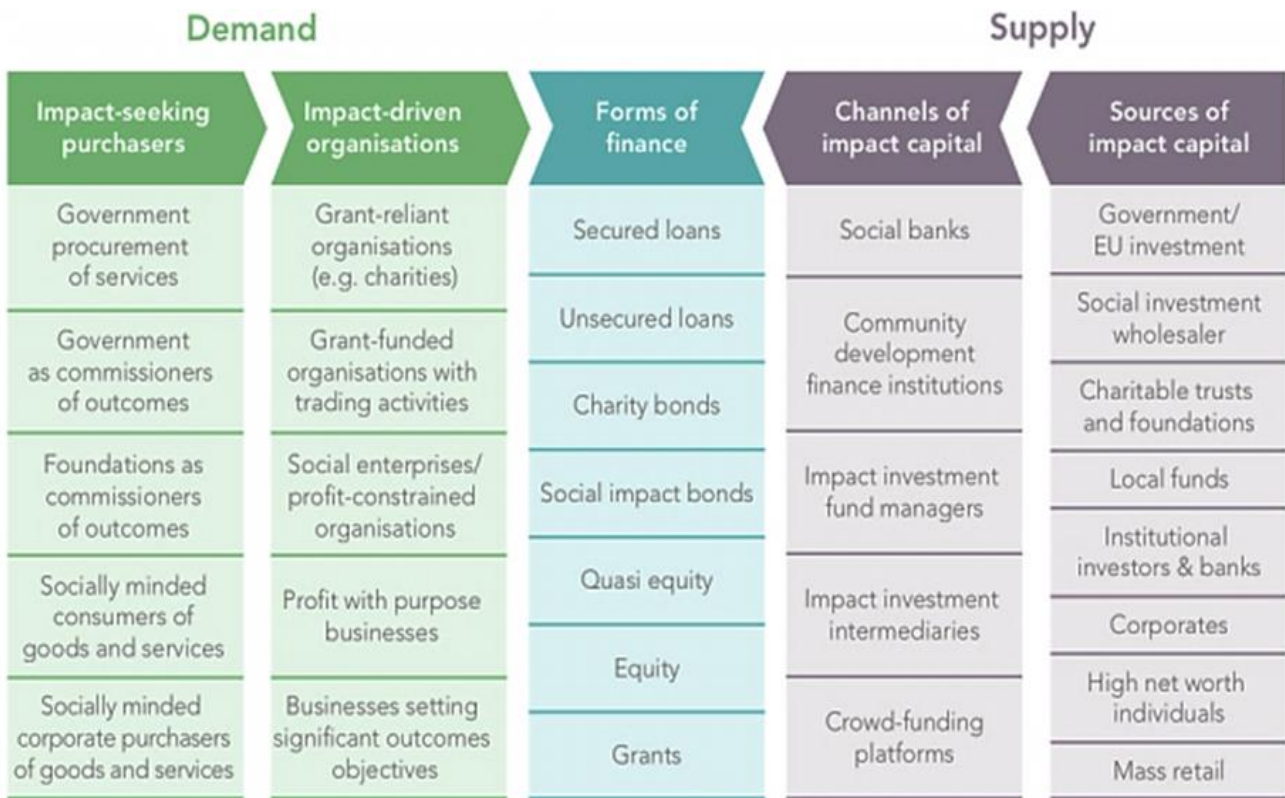 Demand
Supply
Impact-seeking
purchasers
Government
procurement
of services
Government
as commissioners
of outcomes
Foundations as
commissioners
of outcomes
Socially minded
consumers of
goods and services
Socially minded
corporate purchasers
of goods and services
Impact-driven
organisations
Grant-reliant
organisations
(e.g. charities)
Grant-funded
organisations with
trading activities
Social enterprises/
profit-constrained
organisations
Profit with purpose
businesses
Businesses setting
significant outcomes
objectives
Forms of
finance
Secured loans
Unsecured loans
Charity bonds
Social impact bonds
Quasi equity
Equity
Grants
Channels of
impact capital
Social banks
Community
development
finance institutions
Impact investment
fund managers
Impact investment
intermediaries
Crowd-funding
platforms
Sources of
impact capital
Government/
EU investment
Social investment
wholesaler
Charitable trusts
and foundations
Local funds
Institutional
investors & banks
Corporates
High net worth
individuals
Mass retail